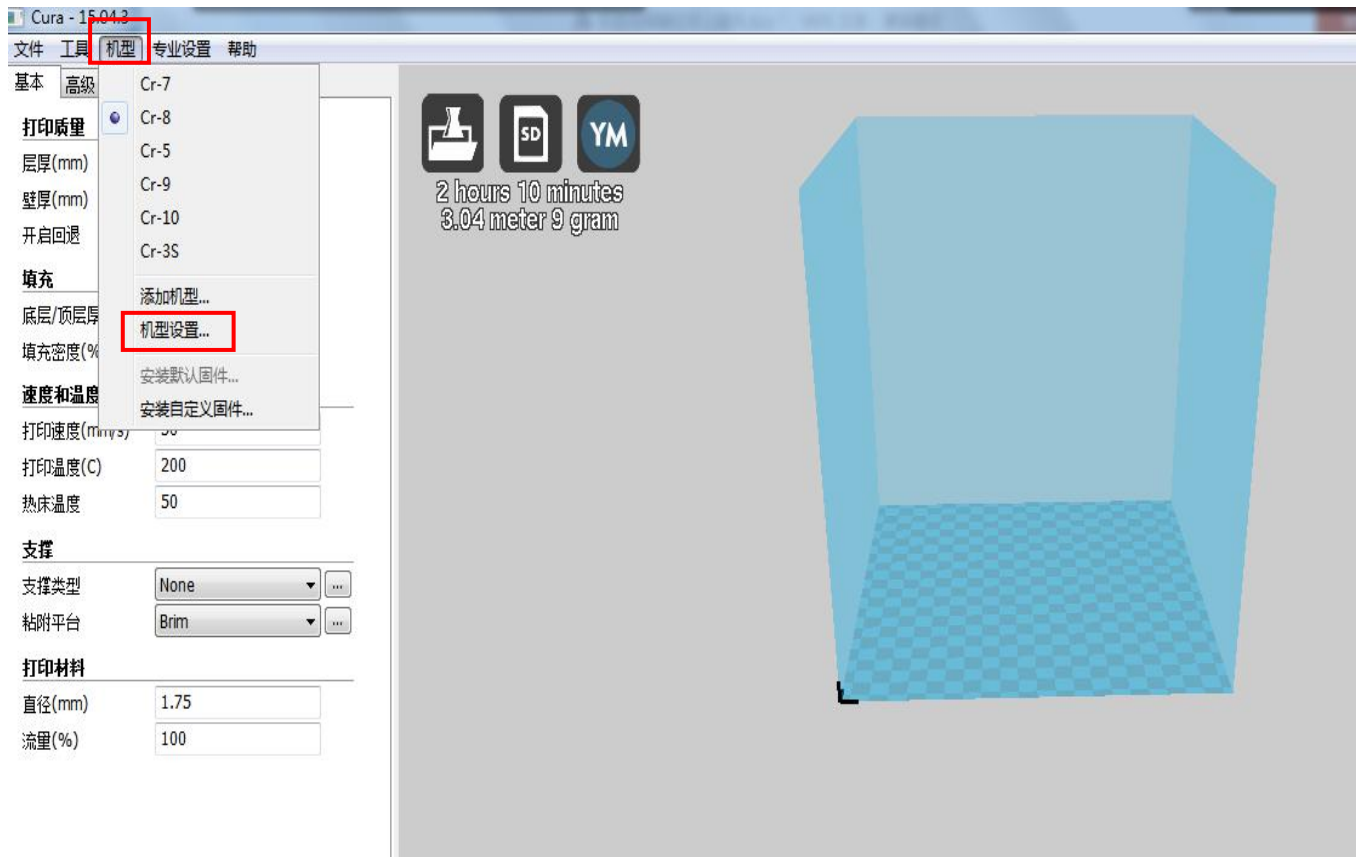 Cura - 15.04.3
文件 工具 机型 专业设置 帮助
基本 高级
Cr-7
Cr-8
Cr-5
Cr-9
Cr-10
Cr-3S
添加机型...
机型设置...
安装默认固件...
安装自定义固件...
打印质量
层厚(mm)
壁厚(mm)
开启回退
填充
底层/顶层厚
填充密度(%
速度和温度
打印速度(mm/s)
打印温度(C) 200
热床温度 50
支撑
支撑类型 None ...
粘附平台 Brim ...
打印材料
直径(mm) 1.75
流量(%) 100
SD
YM
2 hours 10 minutes
3.04 meter 9 gram